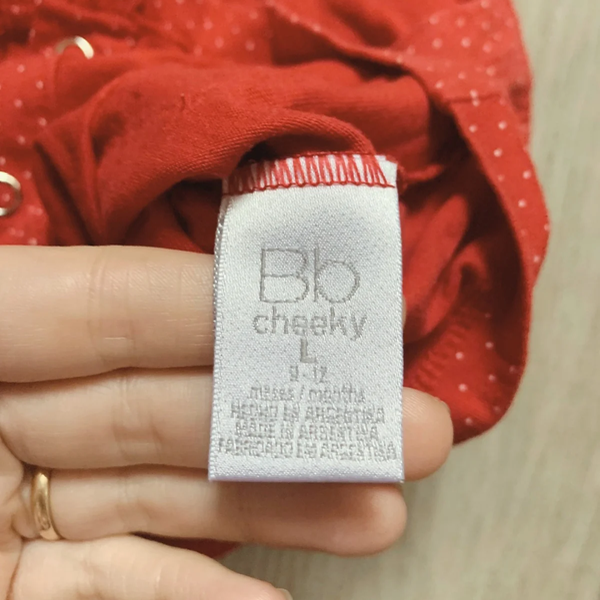 Bb
cheeky
L
9-12
meses / months
HECHO EN ARGENTINA
MADE IN ARGENTINA
FABRICADO EM ARGENTINA